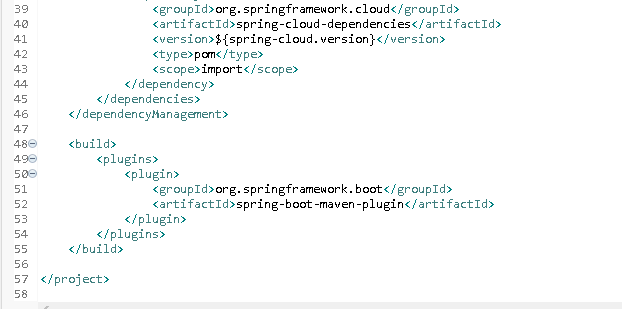 39 <groupId>org.springframework.cloud</groupId>
40 <artifactId>spring-cloud-dependencies</artifactId>
41 <version>${spring-cloud.version}</version>
42 <type>pom</type>
43 <scope>import</scope>
44 </dependency>
45 </dependencies>
46 </dependencyManagement>
47
48 <build>
49 <plugins>
50 <plugin>
51 <groupId>org.springframework.boot</groupId>
52 <artifactId>spring-boot-maven-plugin</artifactId>
53 </plugin>
54 </plugins>
55 </build>
56
57 </project>
58